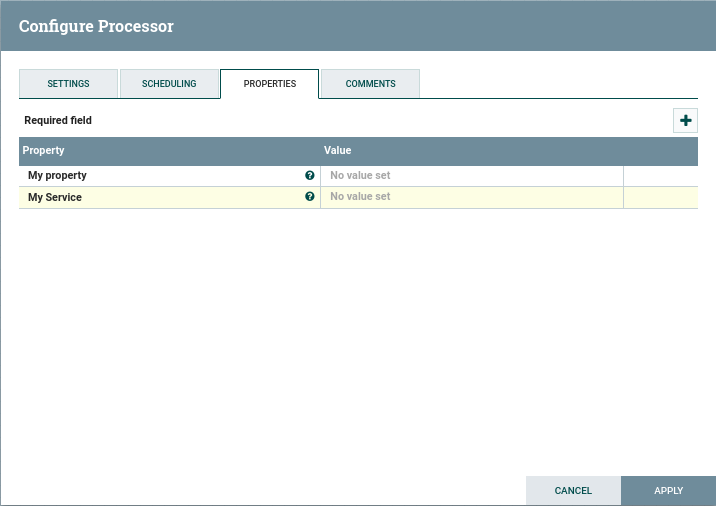 Configure Processor
SETTINGS SCHEDULING PROPERTIES COMMENTS
Required field
Property Value
My property No value set
My Service No value set
CANCEL APPLY